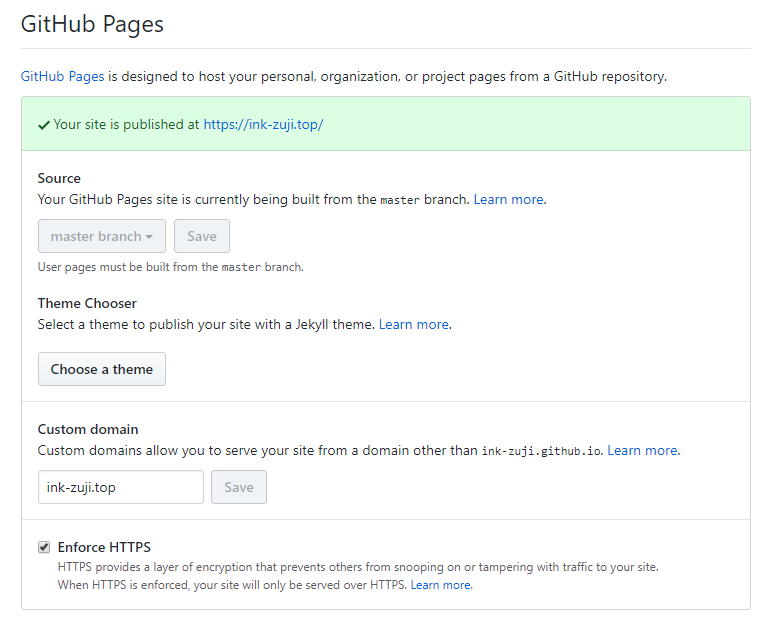 GitHub Pages
GitHub Pages is designed to host your personal, organization, or project pages from a GitHub repository.
Your site is published at https://ink-zuji.top/
Source
Your GitHub Pages site is currently being built from the master branch. Learn more.
master branch
Save
User pages must be built from the master branch.
Theme Chooser
Select a theme to publish your site with a Jekyll theme. Learn more.
Choose a theme
Custom domain
Custom domains allow you to serve your site from a domain other than ink-zuji.github.io. Learn more.
ink-zuji.top
Save
Enforce HTTPS
HTTPS provides a layer of encryption that prevents others from snooping on or tampering with traffic to your site.
When HTTPS is enforced, your site will only be served over HTTPS. Learn more.